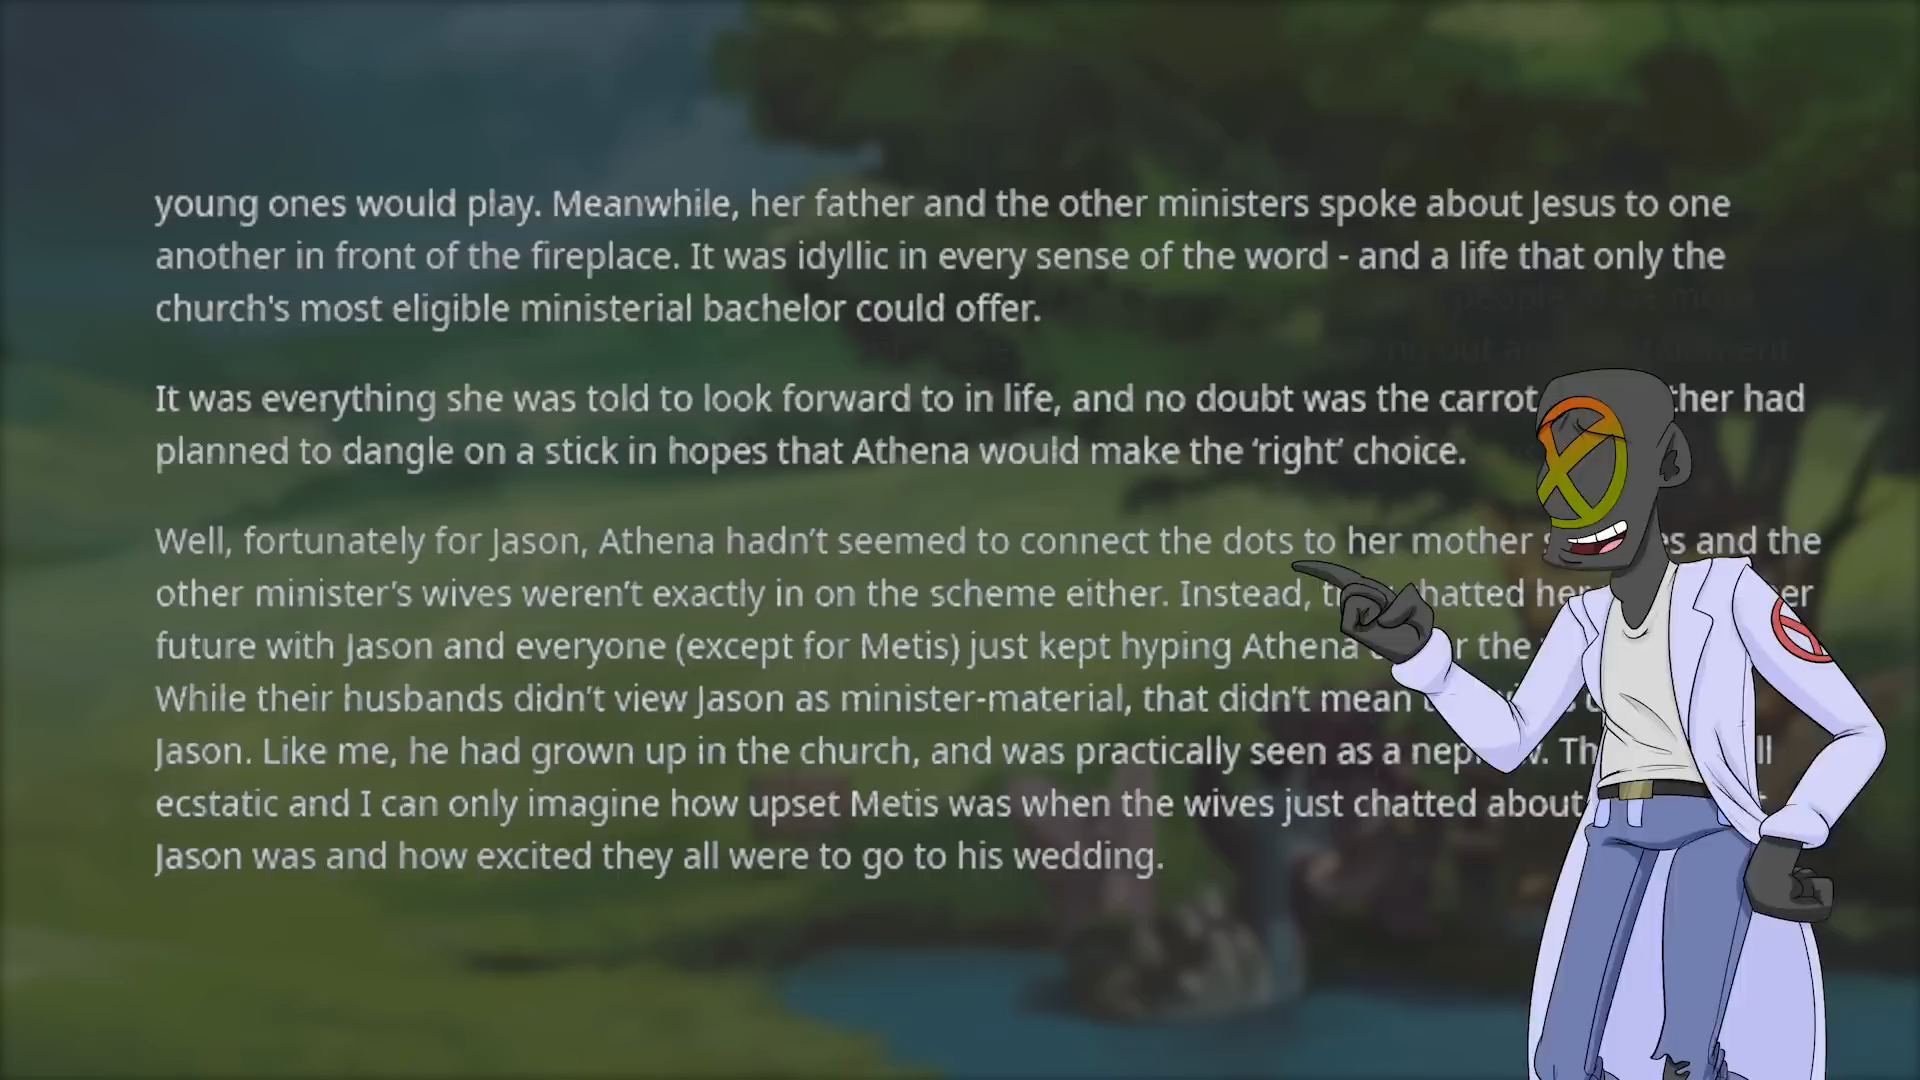 young ones would play. Meanwhile, her father and the other ministers spoke about Jesus to one
another in front of the fireplace. It was idyllic in every sense of the word - and a life that only the
church's most eligible ministerial bachelor could offer.
It was everything she was told to look forward to in life, and no doubt was the carrot had
planned to dangle on a stick in hopes that Athena would make the ‘right’ choice.
Well, fortunately for Jason, Athena hadn’t seemed to connect the dots to her mother and the
other minister’s wives weren’t exactly in on the scheme either. Instead,
future with Jason and everyone (except for Metis) just kept hyping Athena the
While their husbands didn’t view Jason as minister-material, that didn’t mean
Jason. Like me, he had grown up in the church, and was practically seen as a
ecstatic and I can only imagine how upset Metis was when the wives just chatted about
Jason was and how excited they all were to go to his wedding.